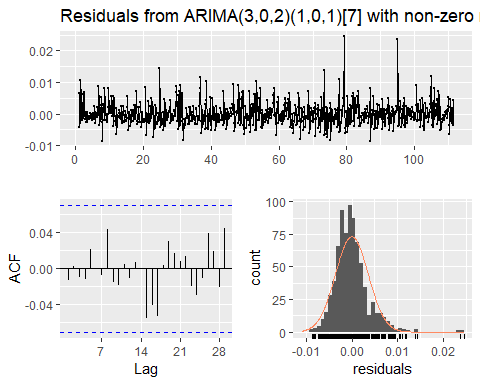 Residuals from ARIMA(3,0,2)(1,0,1)[7] with non-zero
0.02
0.01
0.00
-0.01
0 20 40 60 80 100
ACF
0.04
0.00
-0.04
7 14 21 28
Lag
count
100
75
50
25
0
-0.01 0.00 0.01 0.02
residuals